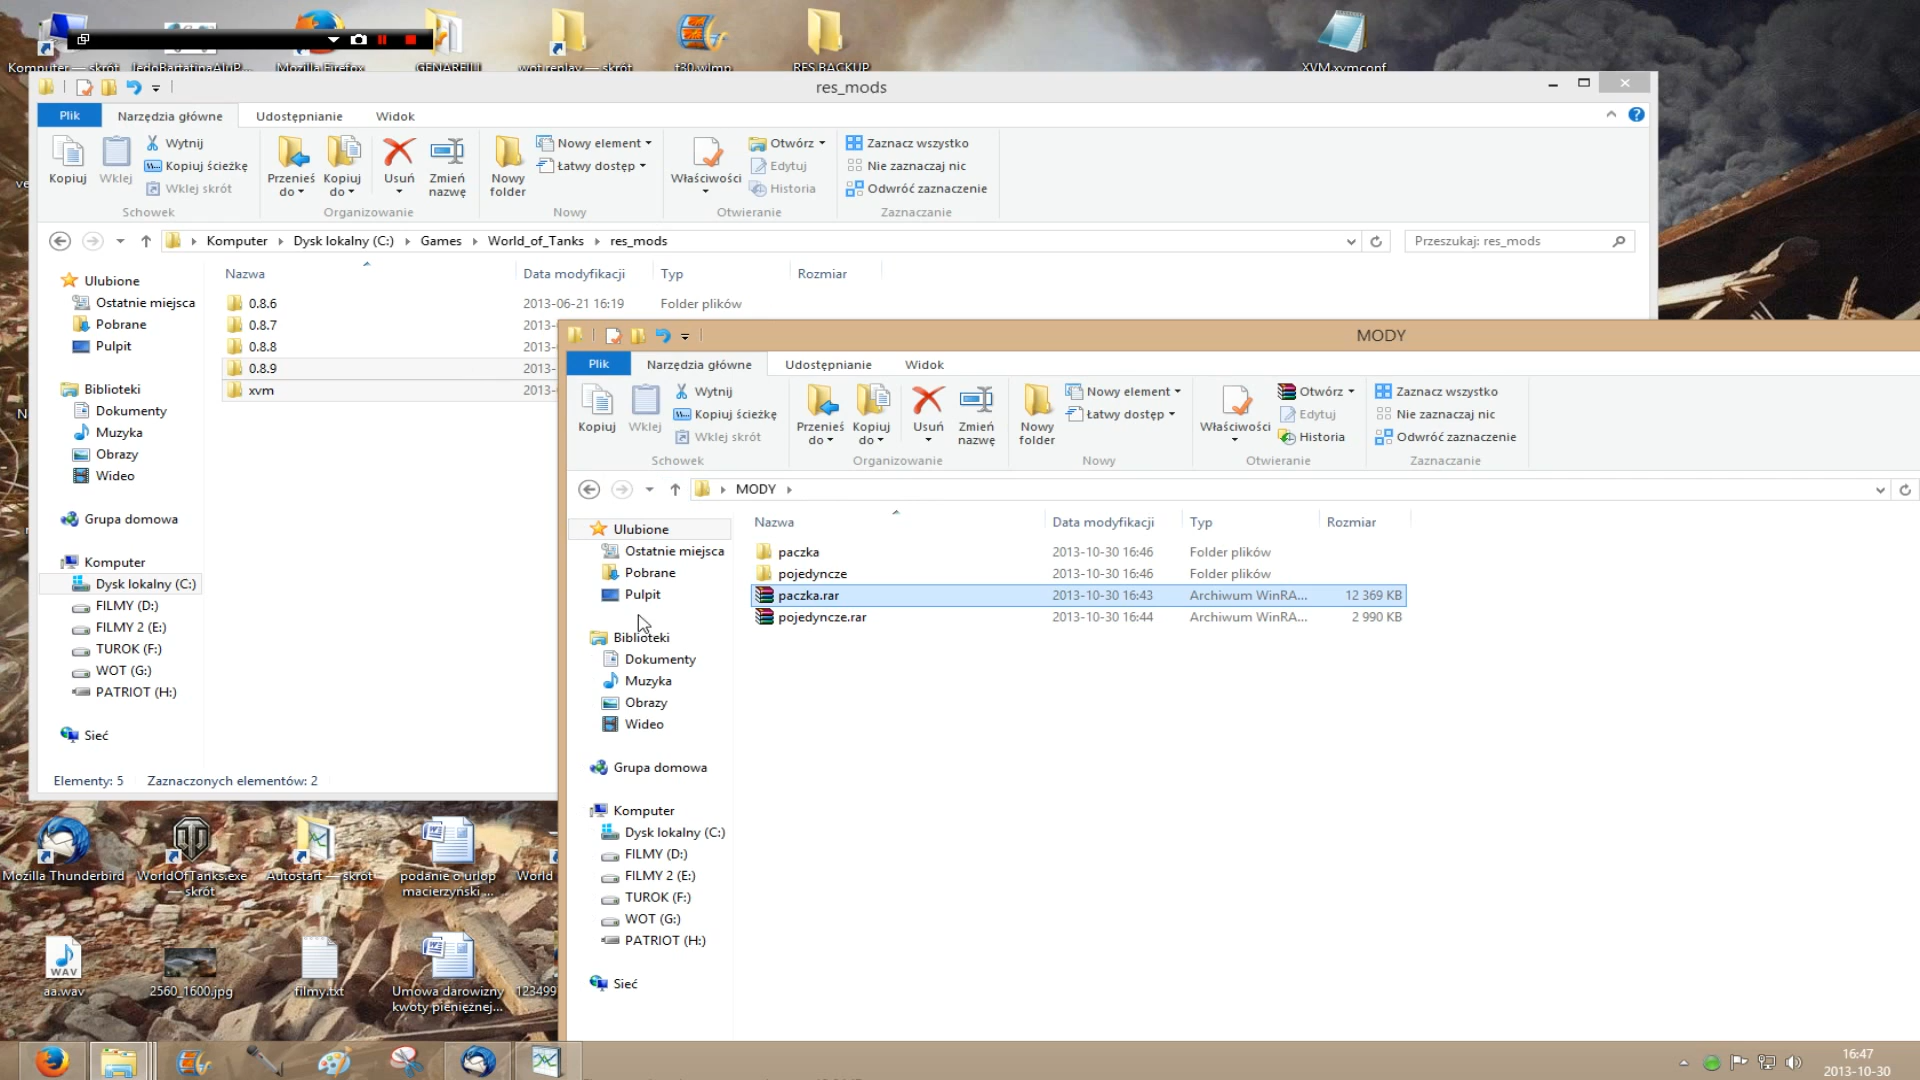 Komputer — skrót
Mozilla Firefox
GENAREILL
wot.replay — skrót
t30.wlmp
RES BACKUP
XVM.xvmconf
res_mods
Plik Narzędzia główne Udostępnianie Widok
Kopiuj
Wklej
Wytnij
Kopiuj ścieżkę
Wklej skrót
Schowek
Przenieś do
Kopiuj do
Usuń
Zmień nazwę
Organizowanie
Nowy folder
Nowy element
Łatwy dostęp
Nowy
Właściwości
Otwórz
Edytuj
Historia
Otwieranie
Zaznacz wszystko
Nie zaznaczaj nic
Odwróć zaznaczenie
Zaznaczanie
Komputer Dysk lokalny (C:) Games World_of_Tanks res_mods
Przeszukaj: res_mods
Nazwa Data modyfikacji Typ Rozmiar
0.8.6 2013-06-21 16:19 Folder plików
0.8.7 2013-
0.8.8 2013-
0.8.9 2013-
xvm 2013-
Ulubione
Ostatnie miejsca
Pobrane
Pulpit
Biblioteki
Dokumenty
Muzyka
Obrazy
Wideo
Grupa domowa
Komputer
Dysk lokalny (C:)
FILMY (D:)
FILMY 2 (E:)
TUROK (F:)
WOT (G:)
PATRIOT (H:)
Sieć
Elementy: 5 Zaznaczonych elementów: 2
MODY
Plik Narzędzia główne Udostępnianie Widok
Kopiuj
Wklej
Wytnij
Kopiuj ścieżkę
Wklej skrót
Schowek
Przenieś do
Kopiuj do
Usuń
Zmień nazwę
Organizowanie
Nowy folder
Nowy element
Łatwy dostęp
Nowy
Właściwości
Otwórz
Edytuj
Historia
Otwieranie
Zaznacz wszystko
Nie zaznaczaj nic
Odwróć zaznaczenie
Zaznaczanie
MODY
Nazwa Data modyfikacji Typ Rozmiar
paczka 2013-10-30 16:46 Folder plików
pojedyncze 2013-10-30 16:46 Folder plików
paczka.rar 2013-10-30 16:43 Archiwum WinRA... 12 369 KB
pojedyncze.rar 2013-10-30 16:44 Archiwum WinRA... 2 990 KB
Ulubione
Ostatnie miejsca
Pobrane
Pulpit
Biblioteki
Dokumenty
Muzyka
Obrazy
Wideo
Grupa domowa
Komputer
Dysk lokalny (C:)
FILMY (D:)
FILMY 2 (E:)
TUROK (F:)
WOT (G:)
PATRIOT (H:)
Sieć
Mozilla Thunderbird
WorldOfTanks.exe
— skrót
Autostart — skrót
podanie o urlop
macierzyński ...
World
WAV
aa.wav
2560_1600.jpg
filmy.txt
Umowa darowizny
kwoty pieniężnej...
123499
16:47
2013-10-30